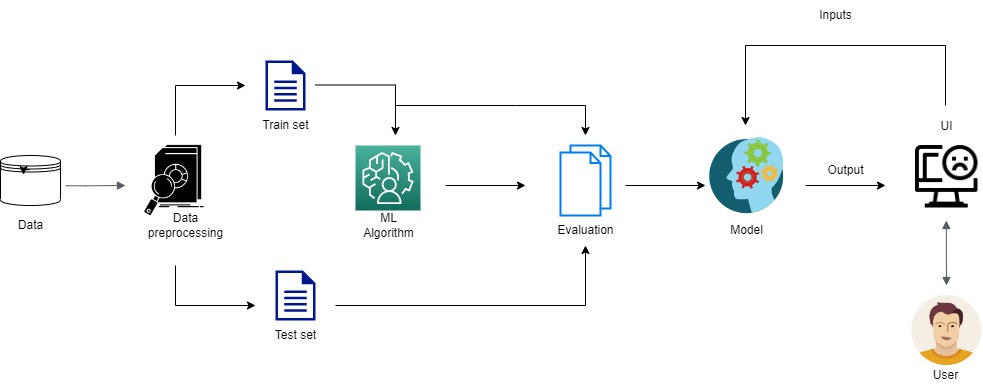 Inputs
Train set
UI
Data
Data
preprocessing
ML
Algorithm
Evaluation
Model
Output
Test set
User